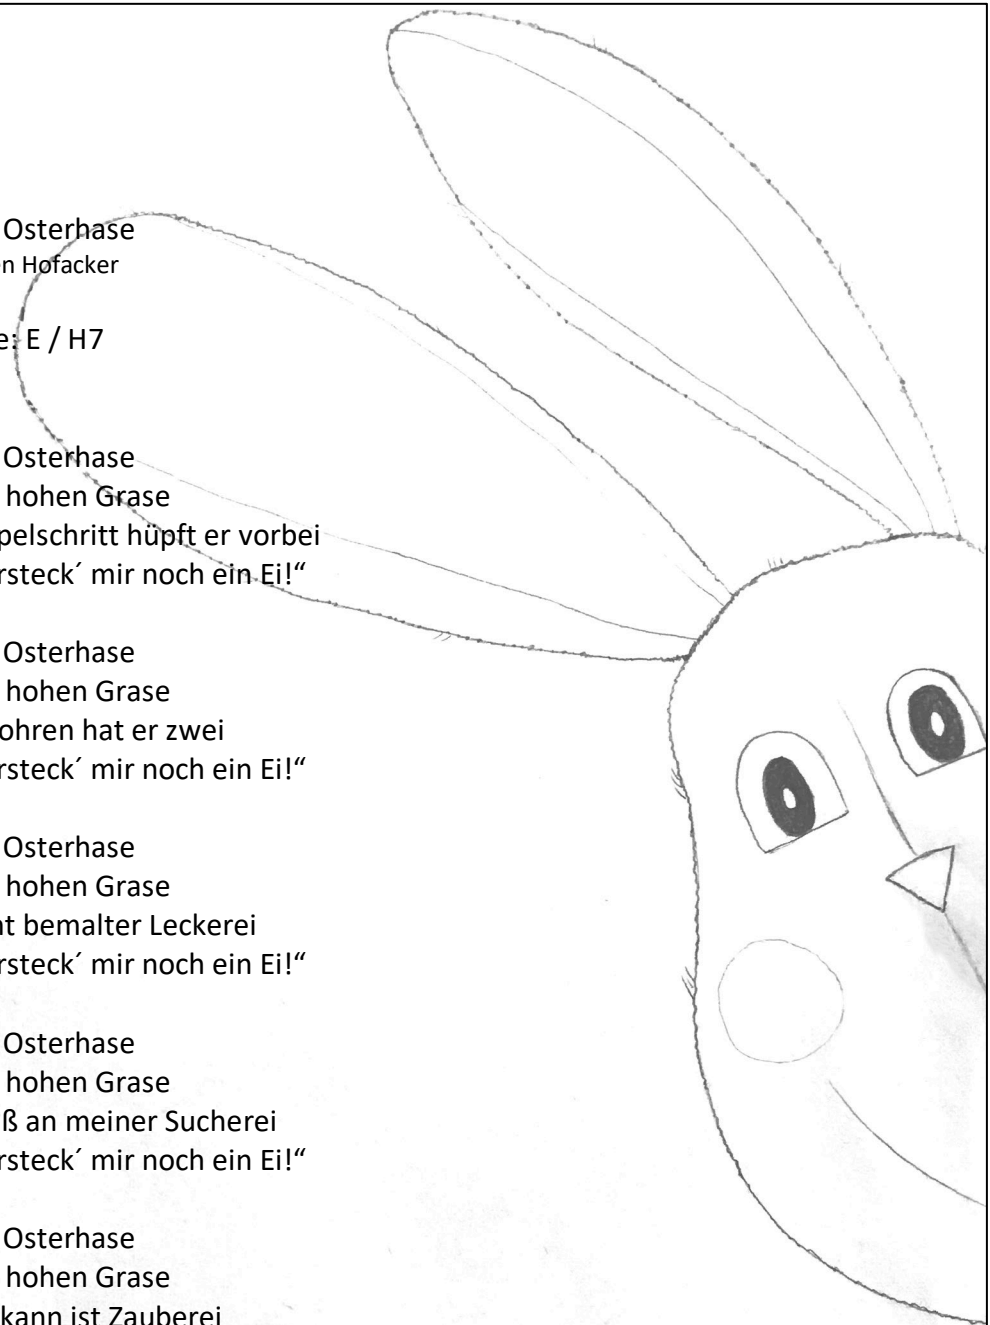 Osterhase
en Hofacker
e: E / H7
Osterhase
hohen Grase
pelschritt hüpft er vorbei
rsteck´ mir noch ein Ei!“
Osterhase
hohen Grase
ohren hat er zwei
rsteck´ mir noch ein Ei!“
Osterhase
hohen Grase
nt bemalter Leckerei
rsteck´ mir noch ein Ei!“
Osterhase
hohen Grase
ß an meiner Sucherei
rsteck´ mir noch ein Ei!“
Osterhase
hohen Grase
kann ist Zauberei